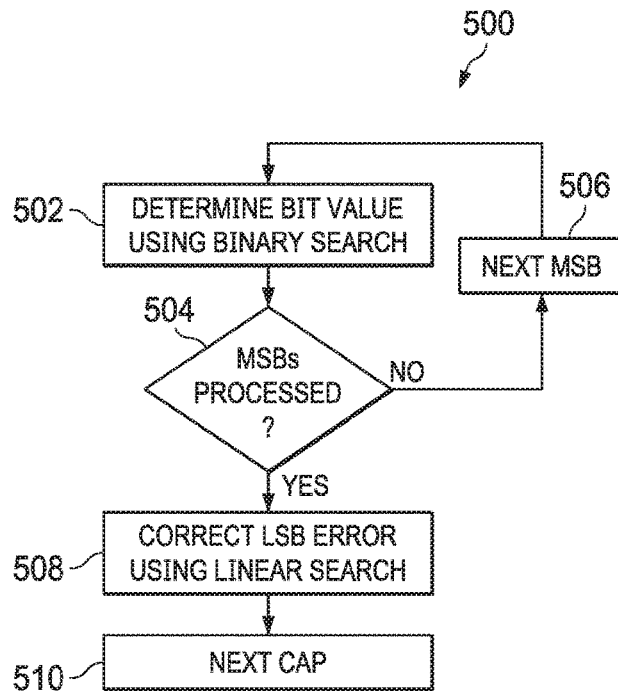 500
502
DETERMINE BIT VALUE
USING BINARY SEARCH
506
NEXT MSB
504
MSBs
PROCESSED
?
NO
YES
508
CORRECT LSB ERROR
USING LINEAR SEARCH
510
NEXT CAP